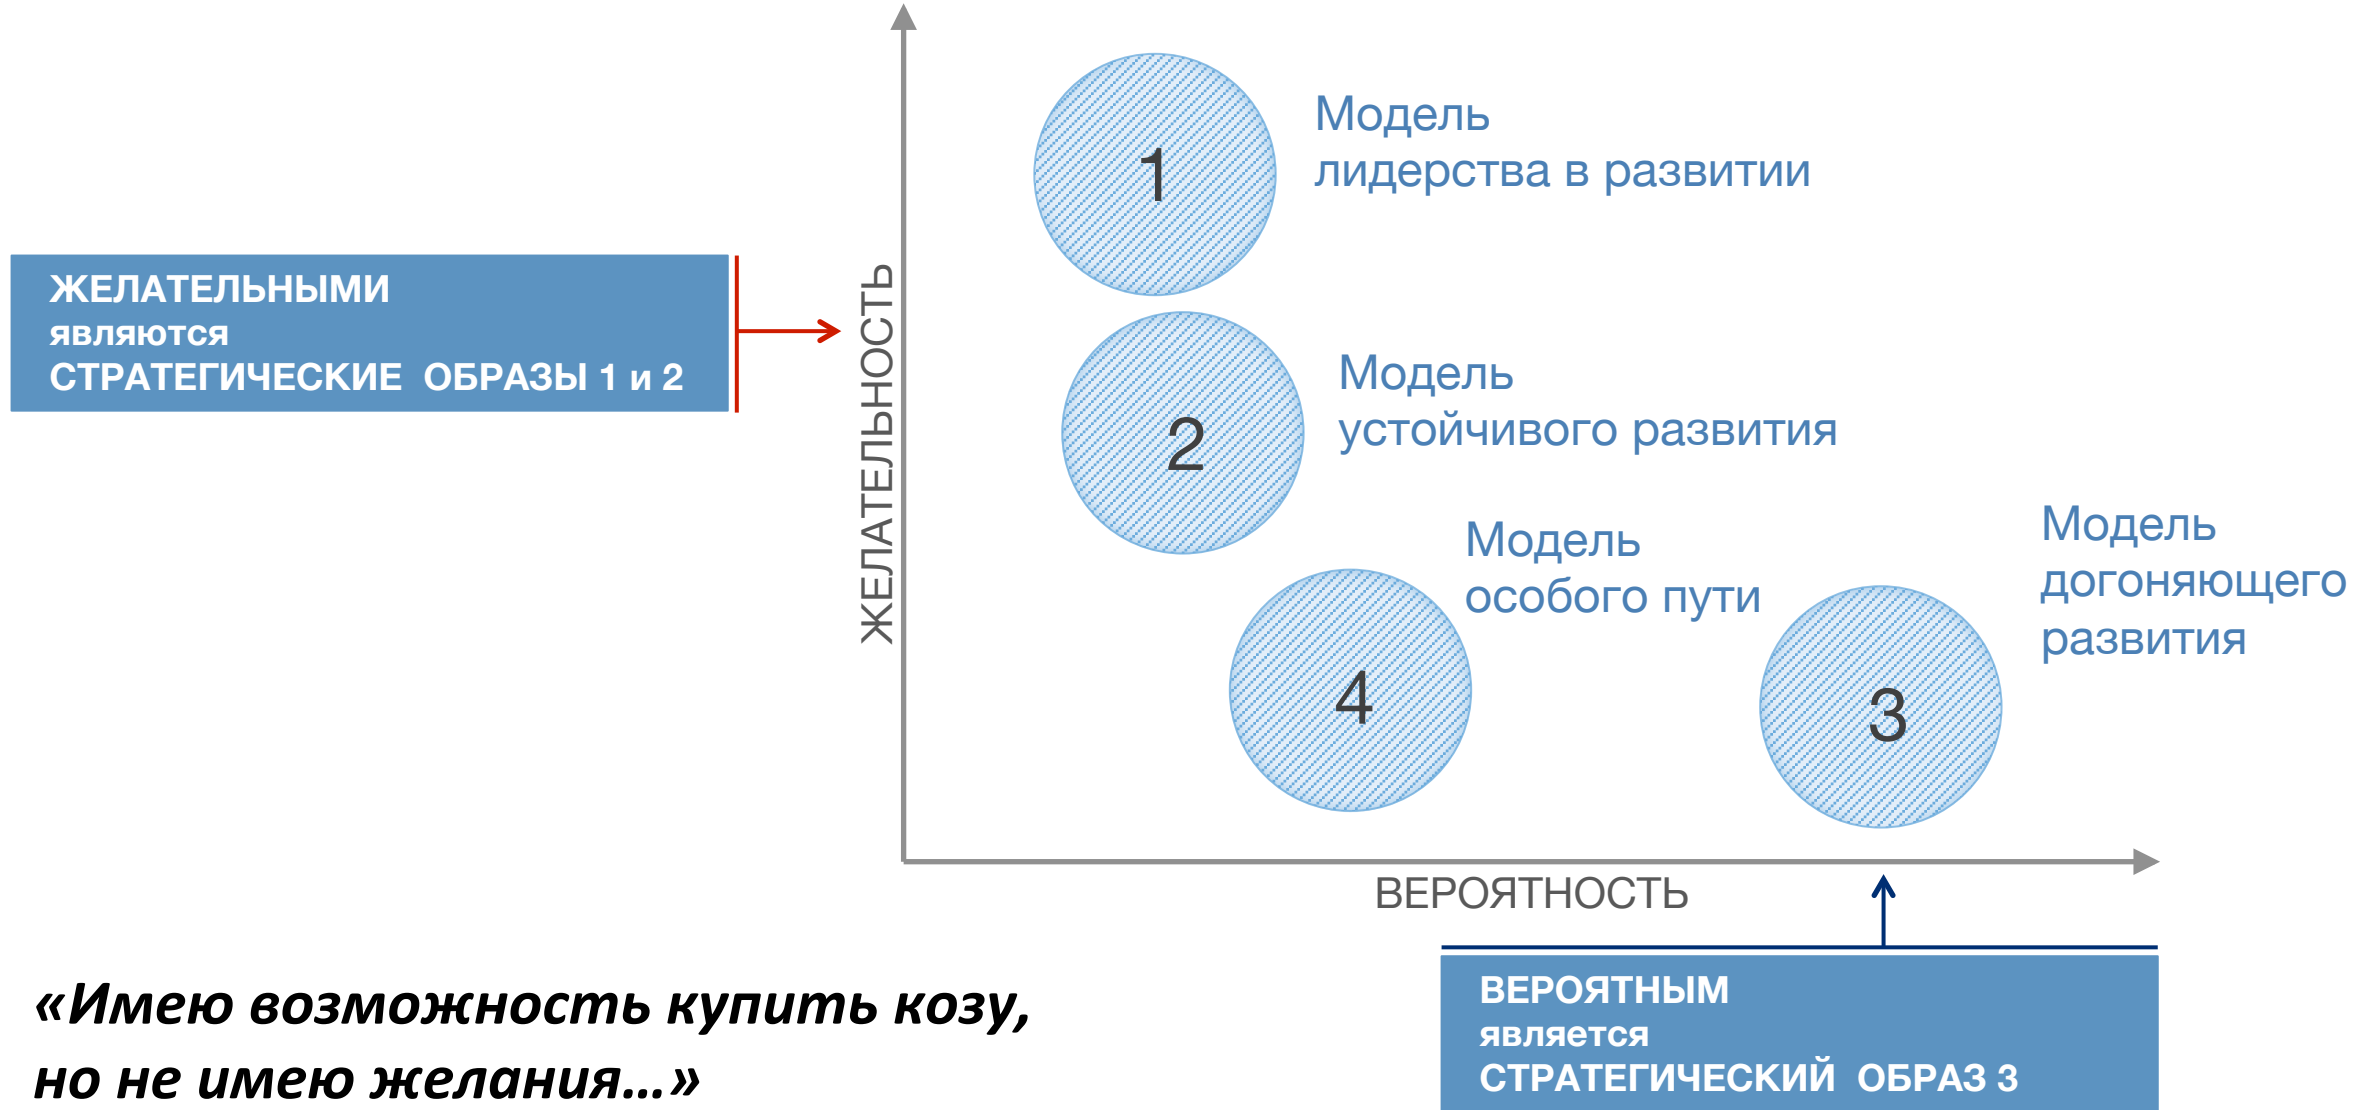 1
Модель
лидерства в развитии
ЖЕЛАТЕЛЬНЫМИ
являются
СТРАТЕГИЧЕСКИЕ ОБРАЗЫ 1 и 2
ЖЕЛАТЕЛЬНОСТЬ
2
Модель
устойчивого развития
4
Модель
особого пути
3
Модель
догоняющего
развития
ВЕРОЯТНОСТЬ
ВЕРОЯТНЫМ
является
СТРАТЕГИЧЕСКИЙ ОБРАЗ 3
«Имею возможность купить козу,
но не имею желания...»